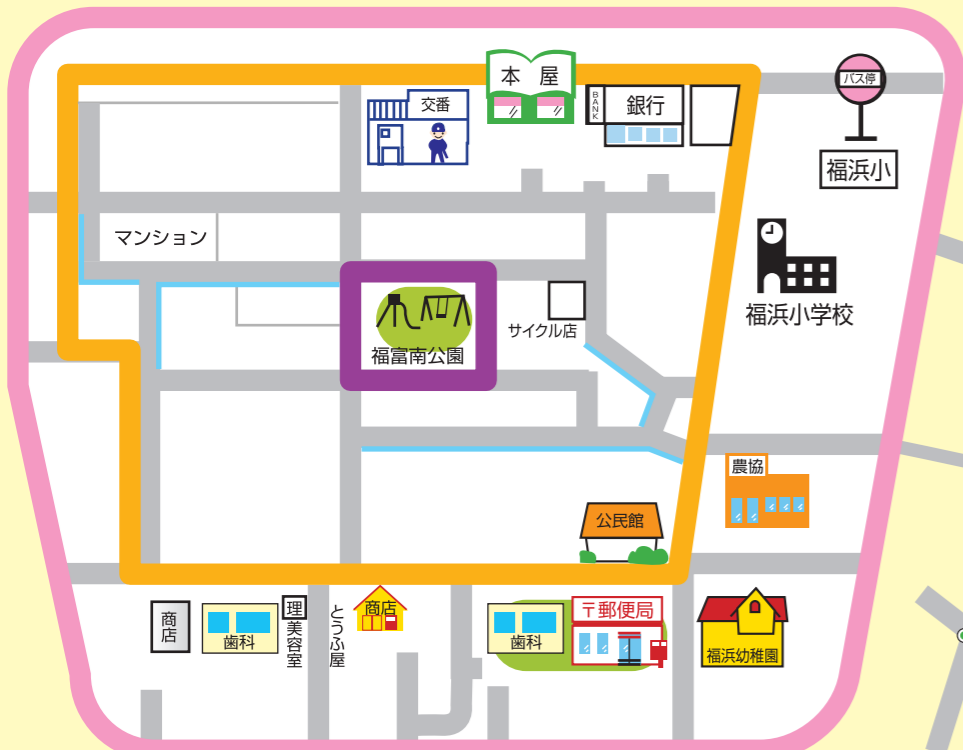 本屋
交番
BANK
銀行
バス停
福浜小
マンション
福浜小学校
サイクル店
福富南公園
農協
公民館
商店
歯科
理美容室
とうふ屋
商店
歯科
〒郵便局
福浜幼稚園